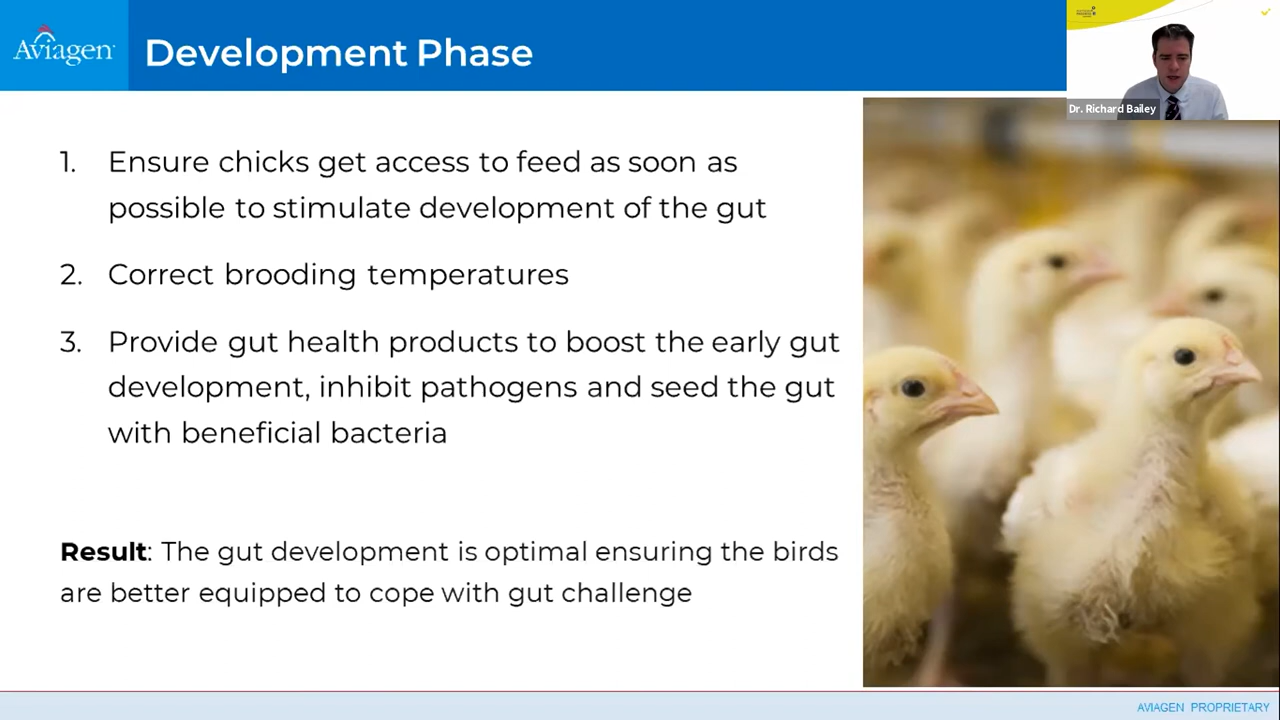 Aviagen
Development Phase
Dr. Richard Bailey
1. Ensure chicks get access to feed as soon as
possible to stimulate development of the gut
2. Correct brooding temperatures
3. Provide gut health products to boost the early gut
development, inhibit pathogens and seed the gut
with beneficial bacteria
Result: The gut development is optimal ensuring the birds
are better equipped to cope with gut challenge
AVIAGEN PROPRIETARY